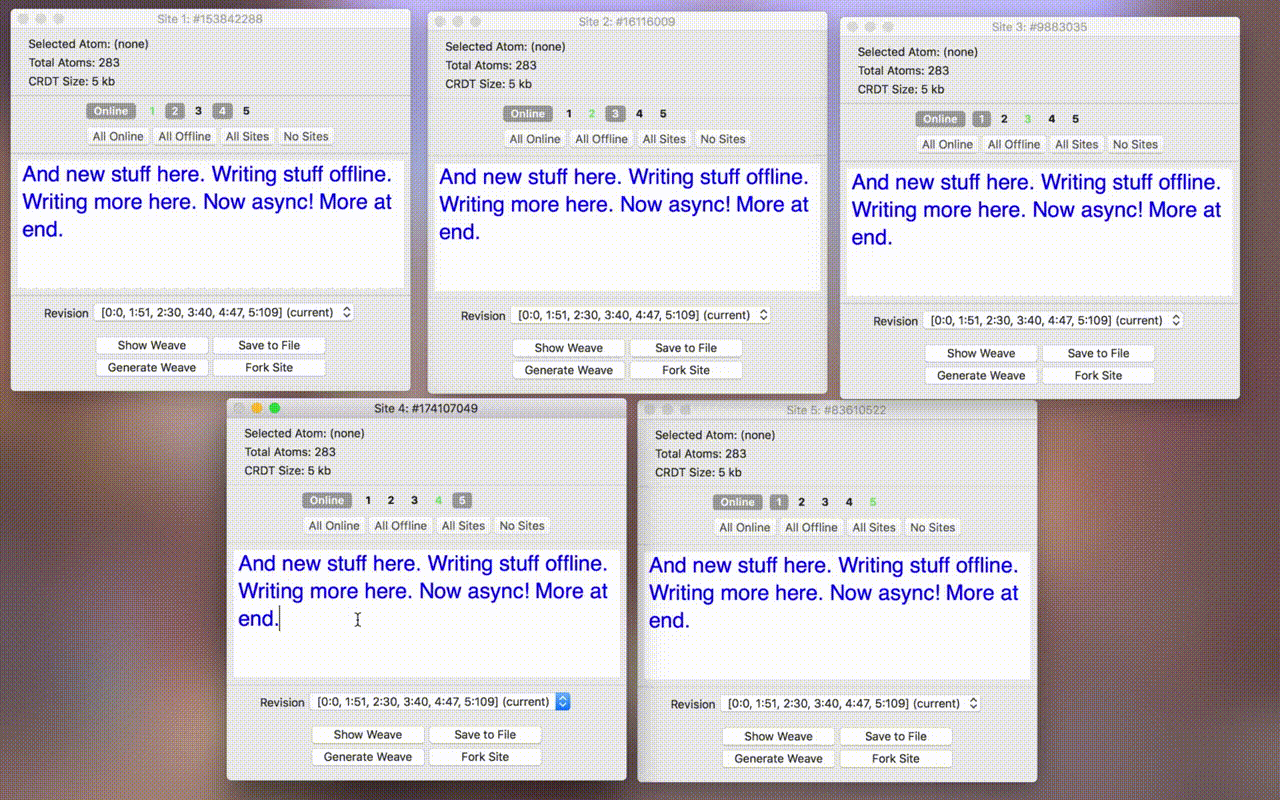 Site 1: #153842288
Selected Atom: (none)
Total Atoms: 283
CRDT Size: 5 kb
Online 1 2 3 4 5
All Online All Offline All Sites No Sites
And new stuff here. Writing stuff offline.
Writing more here. Now async! More at
end.
Revision [0:0, 1:51, 2:30, 3:40, 4:47, 5:109] (current)
Show Weave Save to File
Generate Weave Fork Site
Site 2: #16116009
Selected Atom: (none)
Total Atoms: 283
CRDT Size: 5 kb
Online 1 2 3 4 5
All Online All Offline All Sites No Sites
And new stuff here. Writing stuff offline.
Writing more here. Now async! More at
end.
Revision [0:0, 1:51, 2:30, 3:40, 4:47, 5:109] (current)
Show Weave Save to File
Generate Weave Fork Site
Site 3: #9883035
Selected Atom: (none)
Total Atoms: 283
CRDT Size: 5 kb
Online 1 2 3 4 5
All Online All Offline All Sites No Sites
And new stuff here. Writing stuff offline.
Writing more here. Now async! More at
end.
Revision [0:0, 1:51, 2:30, 3:40, 4:47, 5:109] (current)
Show Weave Save to File
Generate Weave Fork Site
Site 4: #174107049
Selected Atom: (none)
Total Atoms: 283
CRDT Size: 5 kb
Online 1 2 3 4 5
All Online All Offline All Sites No Sites
And new stuff here. Writing stuff offline.
Writing more here. Now async! More at
end.
Revision [0:0, 1:51, 2:30, 3:40, 4:47, 5:109] (current)
Show Weave Save to File
Generate Weave Fork Site
Site 5: #83610522
Selected Atom: (none)
Total Atoms: 283
CRDT Size: 5 kb
Online 1 2 3 4 5
All Online All Offline All Sites No Sites
And new stuff here. Writing stuff offline.
Writing more here. Now async! More at
end.
Revision [0:0, 1:51, 2:30, 3:40, 4:47, 5:109] (current)
Show Weave Save to File
Generate Weave Fork Site